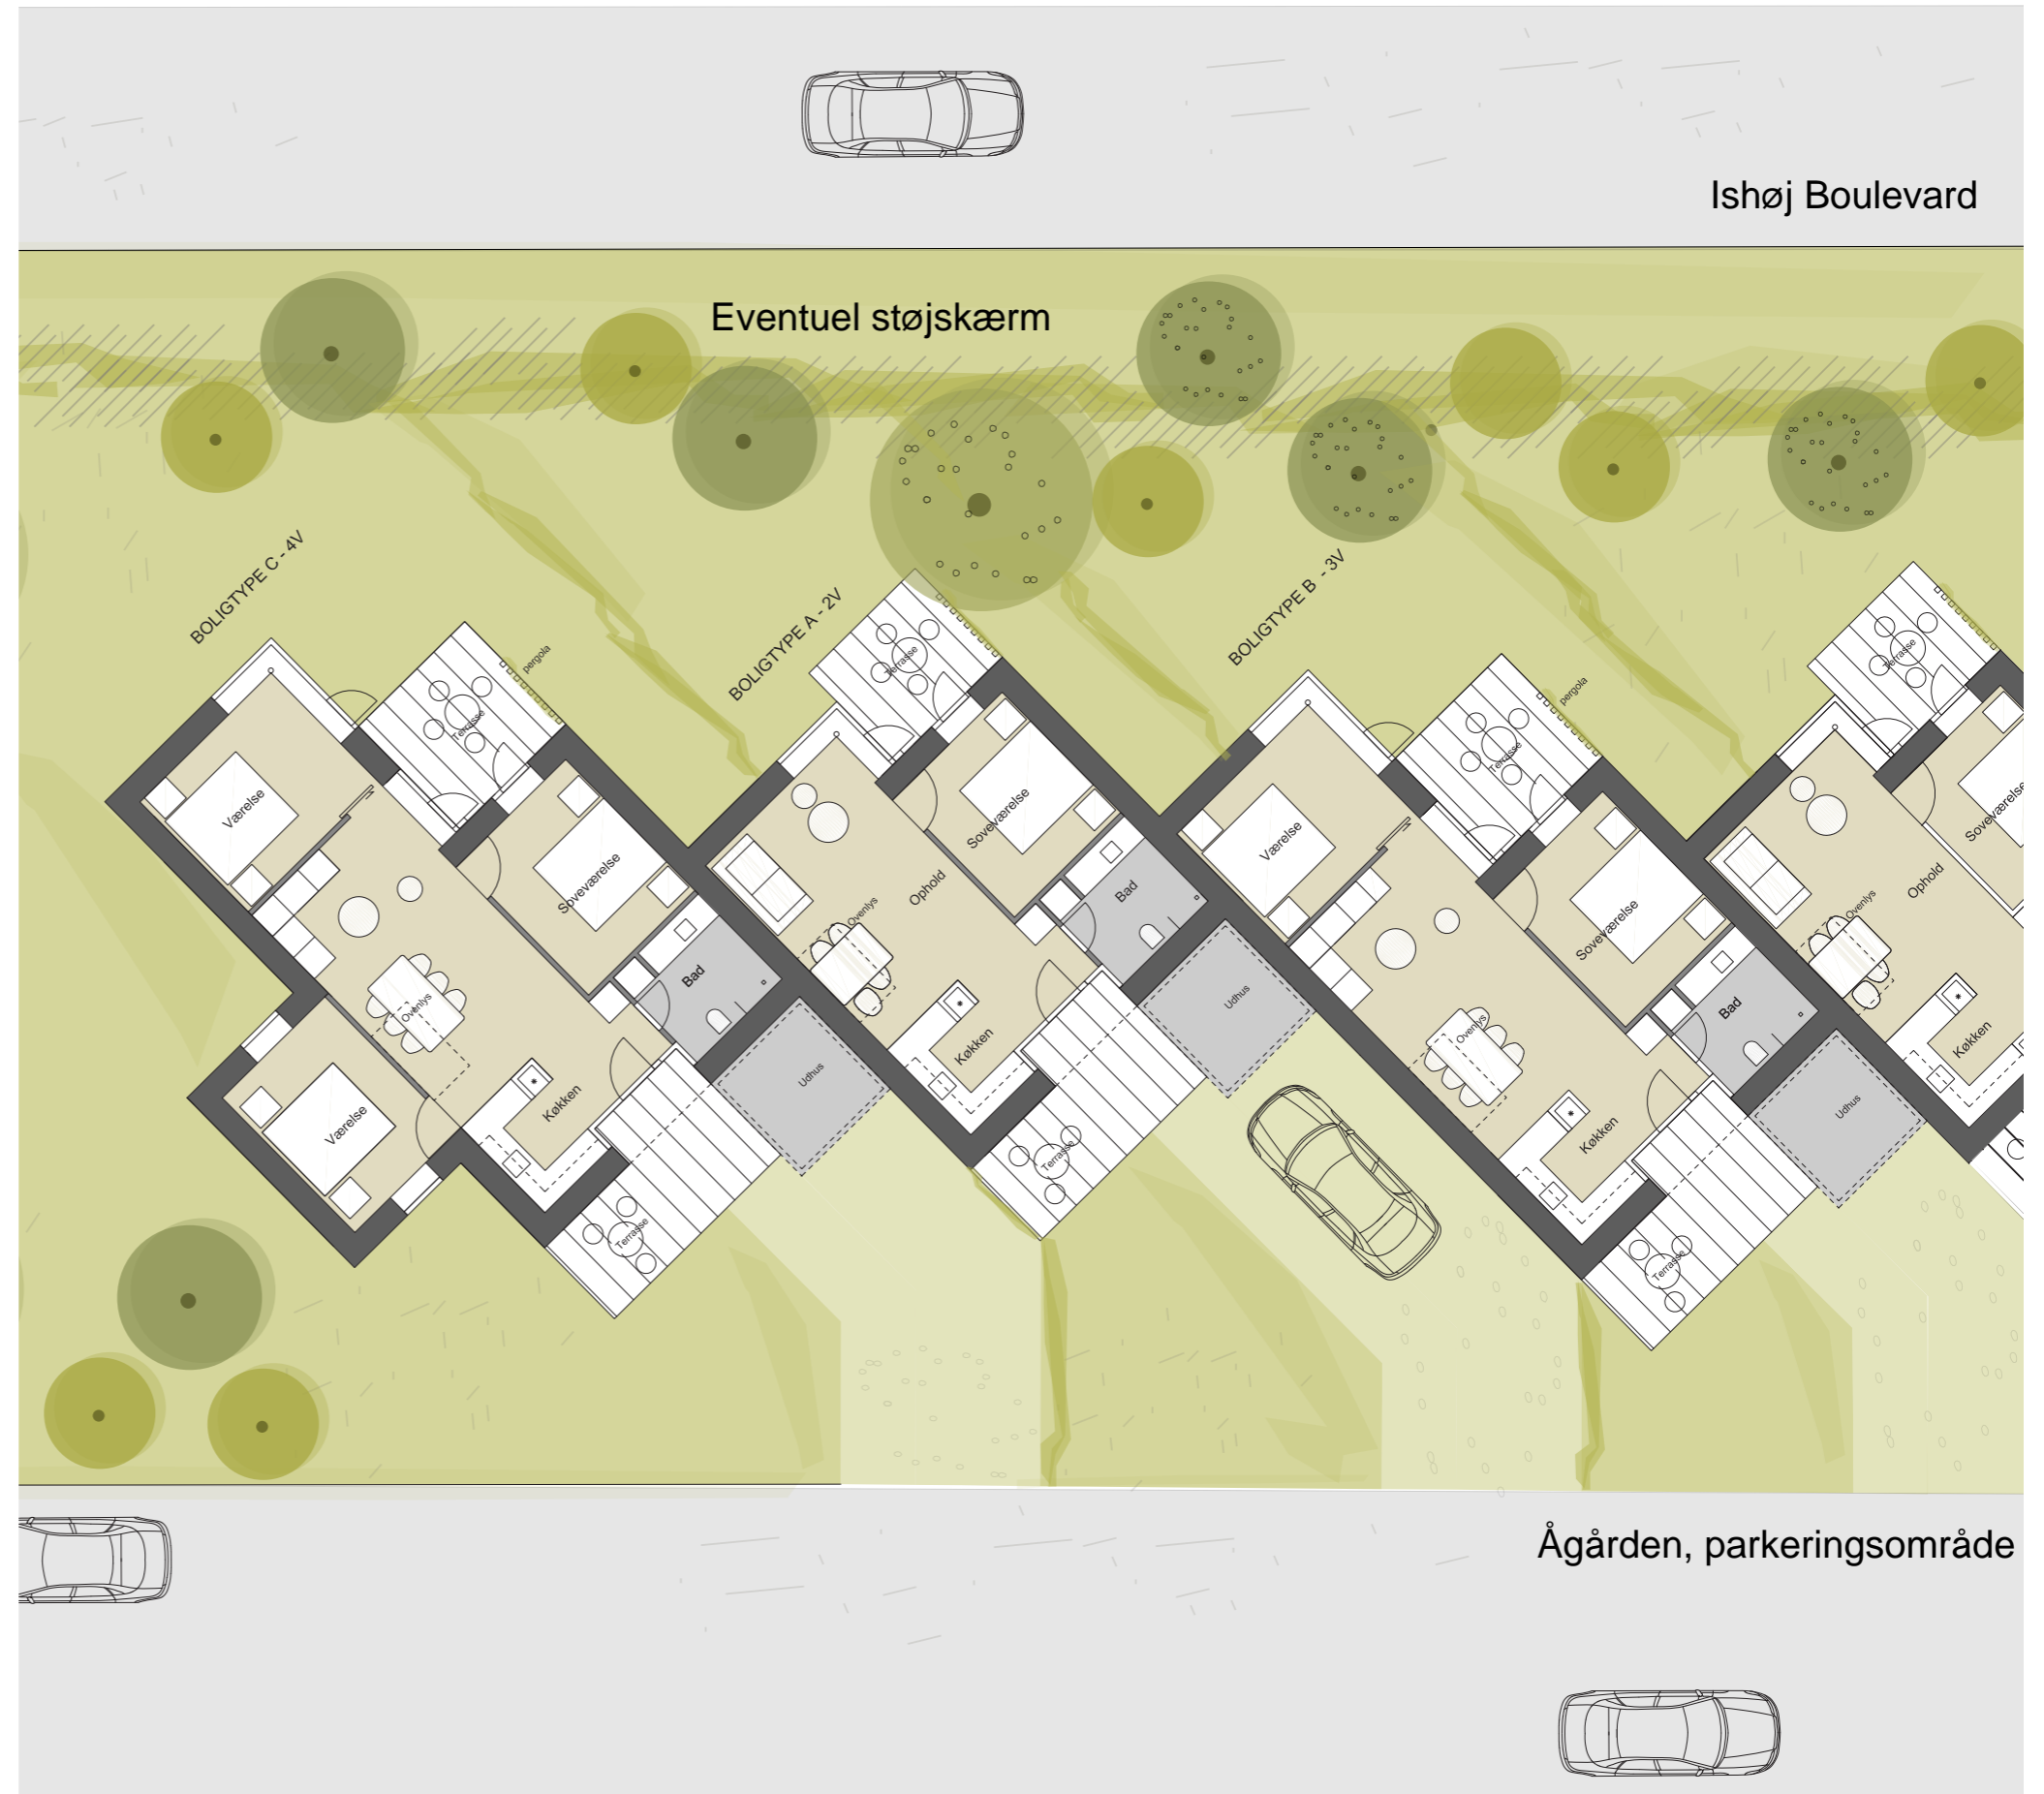 Ishøj Boulevard
Eventuel støjskærm
BOLIGTYPE C - 4V
BOLIGTYPE A - 2V
BOLIGTYPE B - 3V
Værelse
Terrasse
pergola
Soveværelse
Ovenlys
Bad
Værelse
Køkken
Udhus
Terrasse
Terrasse
Soveværelse
Ophold
Ovenlys
Bad
Køkken
Udhus
Terrasse
Værelse
Terrasse
pergola
Soveværelse
Ovenlys
Bad
Køkken
Udhus
Terrasse
Terrasse
Soveværelse
Ophold
Ovenlys
Køkken
Ågården, parkeringsområde